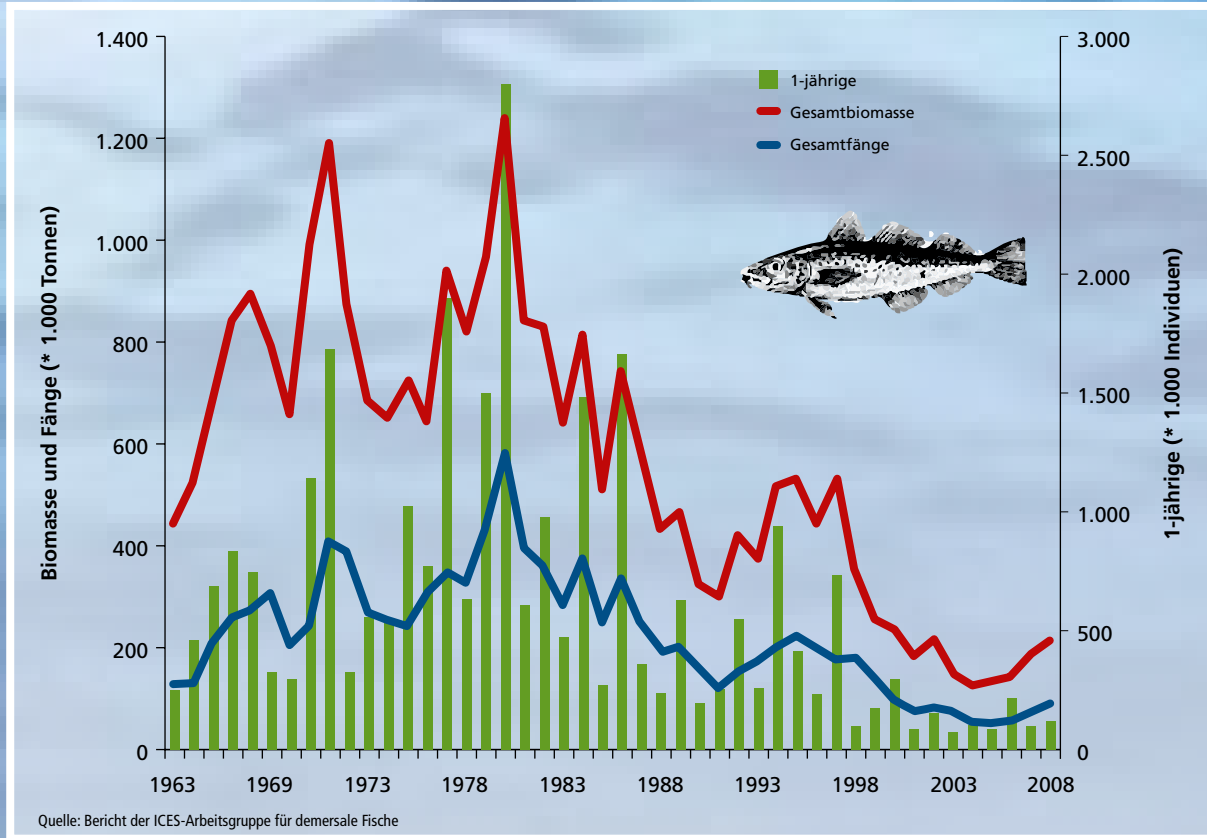 1.400
1.200
1.000
800
600
400
200
0
Biomasse und Fänge (* 1.000 Tonnen)
3.000
2.500
2.000
1.500
1.000
500
0
1-jährige (* 1.000 Individuen)
1-jährige
Gesamtbiomasse
Gesamtfänge
1963 1969 1973 1978 1983 1988 1993 1998 2003 2008
Quelle: Bericht der ICES-Arbeitsgruppe für demersale Fische